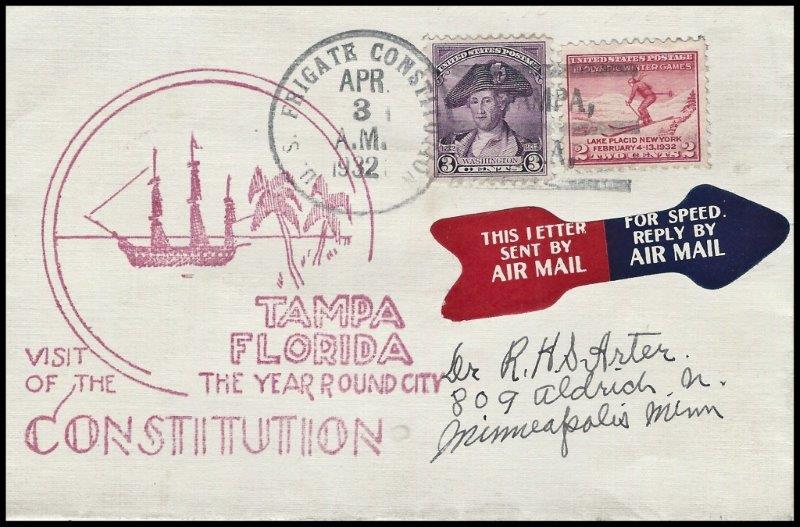 U. S. FRIGATE CONSTITUTION
APR
3
A.M.
1932
TAMPA,
A.
UNITED STATES POSTAGE
1732 1932
WASHINGTON
3 CENTS 3
UNITED STATES POSTAGE
III OLYMPIC WINTER GAMES
LAKE PLACID NEW YORK
FEBRUARY 4-13, 1932
2 TWO CENTS 2
THIS LETTER
SENT BY
AIR MAIL
FOR SPEED.
REPLY BY
AIR MAIL
TAMPA
FLORIDA
THE YEAR ROUND CITY
VISIT
OF THE
CONSTITUTION
Dr R. H. S. Arter.
809 Aldrich N.
Minneapolis Minn